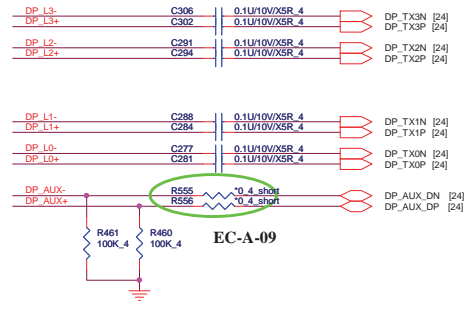 DP_L3- C306 0.1U/10V/X5R_4 DP_TX3N [24]
DP_L3+ C302 0.1U/10V/X5R_4 DP_TX3P [24]
DP_L2- C291 0.1U/10V/X5R_4 DP_TX2N [24]
DP_L2+ C294 0.1U/10V/X5R_4 DP_TX2P [24]
DP_L1- C288 0.1U/10V/X5R_4 DP_TX1N [24]
DP_L1+ C284 0.1U/10V/X5R_4 DP_TX1P [24]
DP_L0- C277 0.1U/10V/X5R_4 DP_TX0N [24]
DP_L0+ C281 0.1U/10V/X5R_4 DP_TX0P [24]
DP_AUX- R555 *0_4_short DP_AUX_DN [24]
DP_AUX+ R556 *0_4_short DP_AUX_DP [24]
EC-A-09
R461 R460
100K_4 100K_4